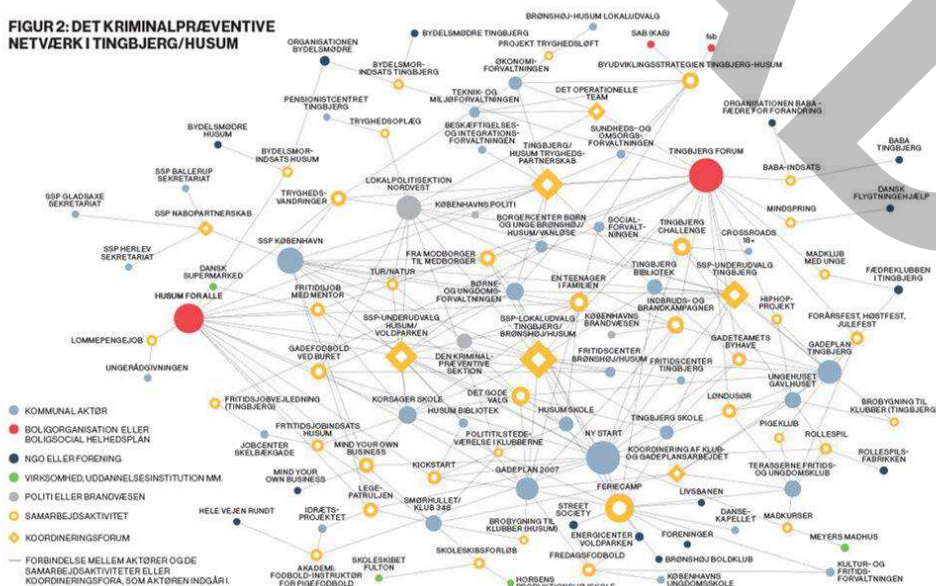 FIGUR 2: DET KRIMINALPRÆVENTIVE
NETVÆRK I TINGBJERG/HUSUM
BRØNSHØJ-HUSUM LOKALUDVALG
SAB (KAB)
fsb
ORGANISATIONEN
BYDELSMØDRE
BYDELSMØDRE TINGBJERG
PROJEKT TRYGHEDSLØFT
BYDELSMOR-
INDSATS TINGBJERG
ØKONOMI-
FORVALTNINGEN
BYUDVIKLINGSSTRATEGIEN TINGBJERG-HUSUM
PENSIONISTCENTRET
TINGBJERG
TEKNIK- OG
MILJØFORVALTNINGEN
DET OPERATIONELLE
TEAM
ORGANISATIONEN BABA -
FÆDRE FOR FORANDRING
TRYGHEDSOPLÆG
BESKÆFTIGELSES-
OG INTEGRATIONS-
FORVALTNINGEN
SUNDHEDS- OG
OMSORGS-
FORVALTNINGEN
BYDELSMØDRE
HUSUM
BYDELSMOR-
INDSATS HUSUM
TINGBJERG/
HUSUM TRYGHEDS-
PARTNERSKAB
TINGBJERG FORUM
BABA
TINGBJERG
SSP BALLERUP
SEKRETARIAT
LOKALPOLITISEKTION
NORDVEST
BABA-INDSATS
SSP GLADSAXE
SEKRETARIAT
TRYGHEDS-
VANDRINGER
KØBENHAVNS POLITI
DANSK
FLYGTNINGEHJÆLP
SSP NABOPARTNERSKAB
BORGERCENTER BØRN
OG UNGE BRØNSHØJ/
HUSUM/VANLØSE
SOCIAL-
FORVALT-
NINGEN
TINGBJERG
CHALLENGE
MINDSPRING
CROSSROADS
18+
SSP HERLEV
SEKRETARIAT
SSP KØBENHAVN
FRA MODBORGER
TIL MEDBORGER
MADKLUB
MED UNGE
DANSK
SUPERMARKED
TUR/NATUR
TINGBJERG
BIBLIOTEK
SSP-UNDERUDVALG
TINGBJERG
FÆDREKLUBBEN
I TINGBJERG
HUSUM FOR ALLE
FRITIDSJOB
MED MENTOR
BØRNE-
OG UNGDOMS-
FORVALTNINGEN
EN TEENAGER
I FAMILIEN
INDBRUDS- OG
BRANDKAMPAGNER
HIPHOP-
PROJEKT
FORÅRSFEST, HØSTFEST,
JULEFEST
SSP-UNDERUDVALG
HUSUM/
VOLDPARKEN
SSP-LOKALUDVALG
TINGBJERG/
BRØNSHØJ/HUSUM
KØBENHAVNS
BRANDVÆSEN
LOMMEPENGEJOB
GADEFODBOLD
VED BURET
DEN KRIMINAL-
PRÆVENTIVE
SEKTION
FRITIDSCENTER
BRØNSHØJ/HUSUM
GADETEAMETS
BYHAVE
GADEPLAN
TINGBJERG
UNGERÅDGIVNINGEN
FRITIDSCENTER
TINGBJERG
UNGEHUSET
GAVLHUSET
FRITIDSJOBVEJLEDNING
(TINGBJERG)
KORSAGER SKOLE
DET GODE
VALG
LØNDUSØR
BROBYGNING TIL
KLUBBER (TINGBJERG)
HUSUM BIBLIOTEK
HUSUM SKOLE
TINGBJERG SKOLE
PIGEKLUB
FRTITIDSJOBINDSATS
HUSUM
POLITITILSTEDE-
VÆRELSE I KLUBBERNE
NY START
ROLLESPIL
JOBCENTER
SKELBÆKGADE
MIND YOUR OWN
BUSINESS
KOORDINERING AF KLUB-
OG GADEPLANSARBEJDET
ROLLESPILS-
FABRIKKEN
MIND YOUR
OWN BUSINESS
KICKSTART
GADEPLAN 2007
TERASSERNE FRITIDS-
OG UNGDOMSKLUB
FERIECAMP
LEGE-
PATRULJEN
SMØRHULLET/
KLUB 348
LIVSBANEN
HELE VEJEN RUNDT
IDRÆTS-
PROJEKTET
STREET
SOCIETY
DANSE-
KAPELLET
MADKURSER
BROBYGNING TIL
KLUBBER (HUSUM)
ENERGICENTER
VOLDPARKEN
FORENINGER
MEYERS MADHUS
SKOLESKIBSFORLØB
FREDAGSFODBOLD
BRØNSHØJ BOLDKLUB
AKADEMI:
FODBOLD-INSTRUKTØR
FOR PIGEFODBOLD
SKOLESKIBET
FULTON
HORSENS
KØBENHAVNS
UNGDOMSSKOLE
KULTUR- OG
FRITIDS-
FORVALTNINGEN
KOMMUNAL AKTØR
BOLIGORGANISATION ELLER
BOLIGSOCIAL HELHEDSPLAN
NGO ELLER FORENING
VIRKSOMHED, UDDANNELSESINSTITUTION MM.
POLITI ELLER BRANDVÆSEN
SAMARBEJDSAKTIVITET
KOORDINERINGSFORUM
FORBINDELSE MELLEM AKTØRER OG DE
SAMARBEJDSAKTIVITETER ELLER
KOORDINERINGSFORA, SOM AKTØREN INDGÅR I.